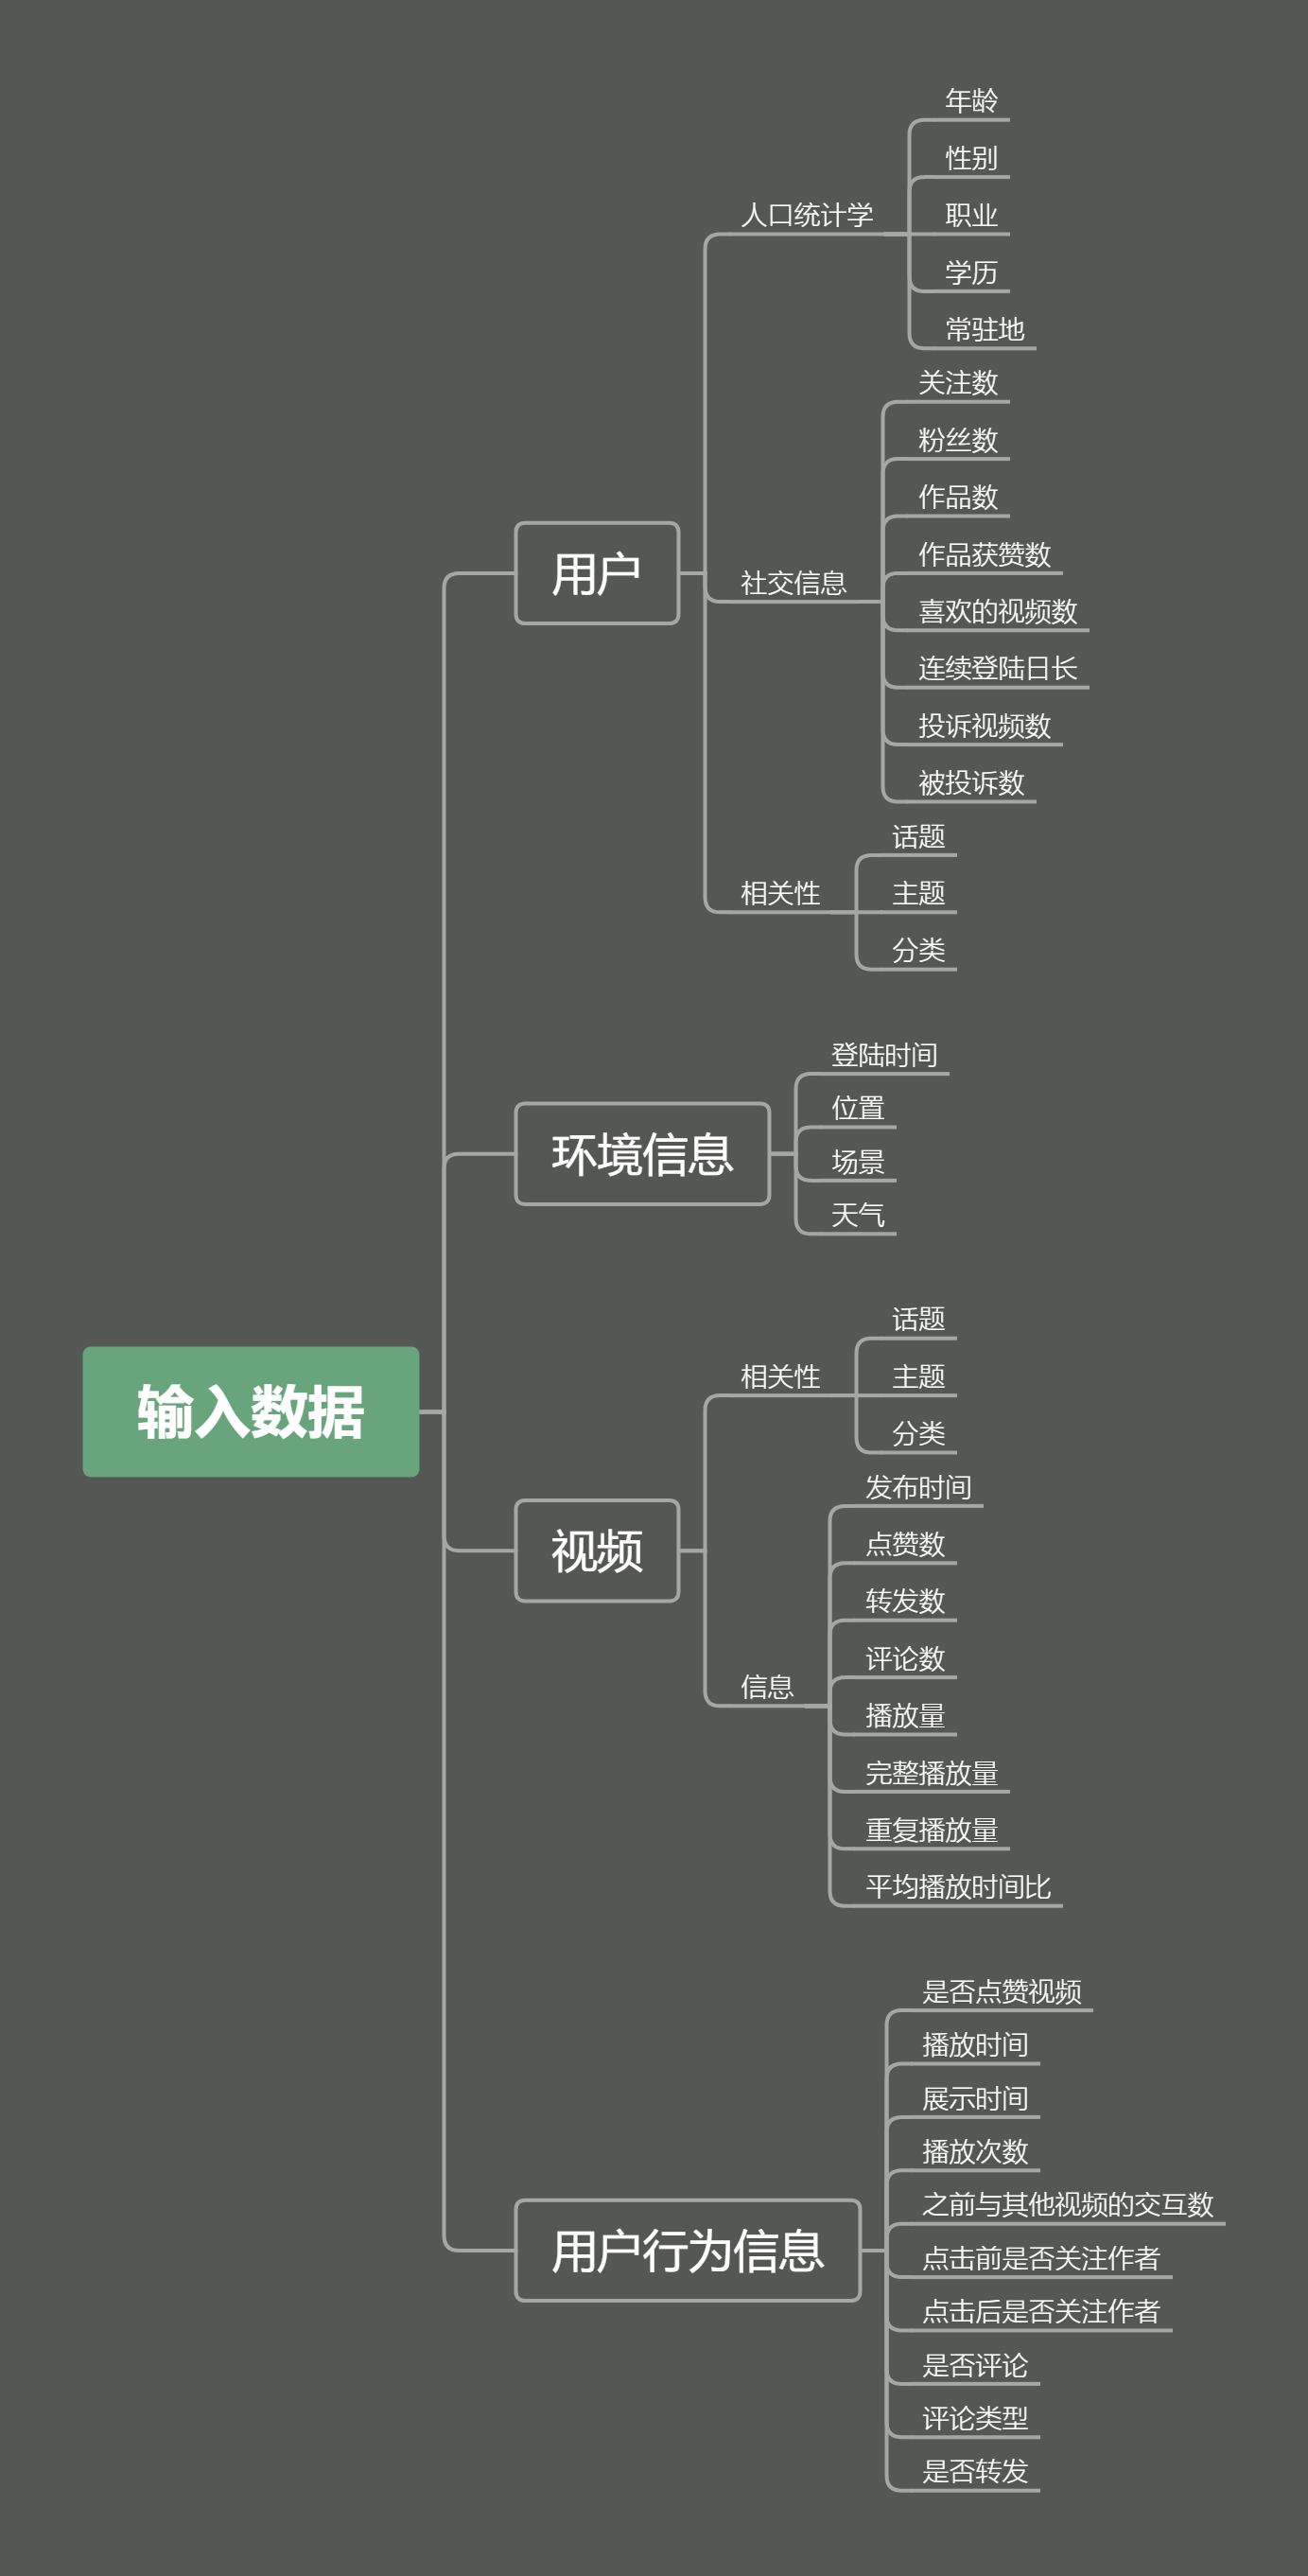 输入数据
用户
人口统计学
年龄
性别
职业
学历
常驻地
社交信息
关注数
粉丝数
作品数
作品获赞数
喜欢的视频数
连续登陆日长
投诉视频数
被投诉数
相关性
话题
主题
分类
环境信息
登陆时间
位置
场景
天气
视频
相关性
话题
主题
分类
信息
发布时间
点赞数
转发数
评论数
播放量
完整播放量
重复播放量
平均播放时间比
用户行为信息
是否点赞视频
播放时间
展示时间
播放次数
之前与其他视频的交互数
点击前是否关注作者
点击后是否关注作者
是否评论
评论类型
是否转发